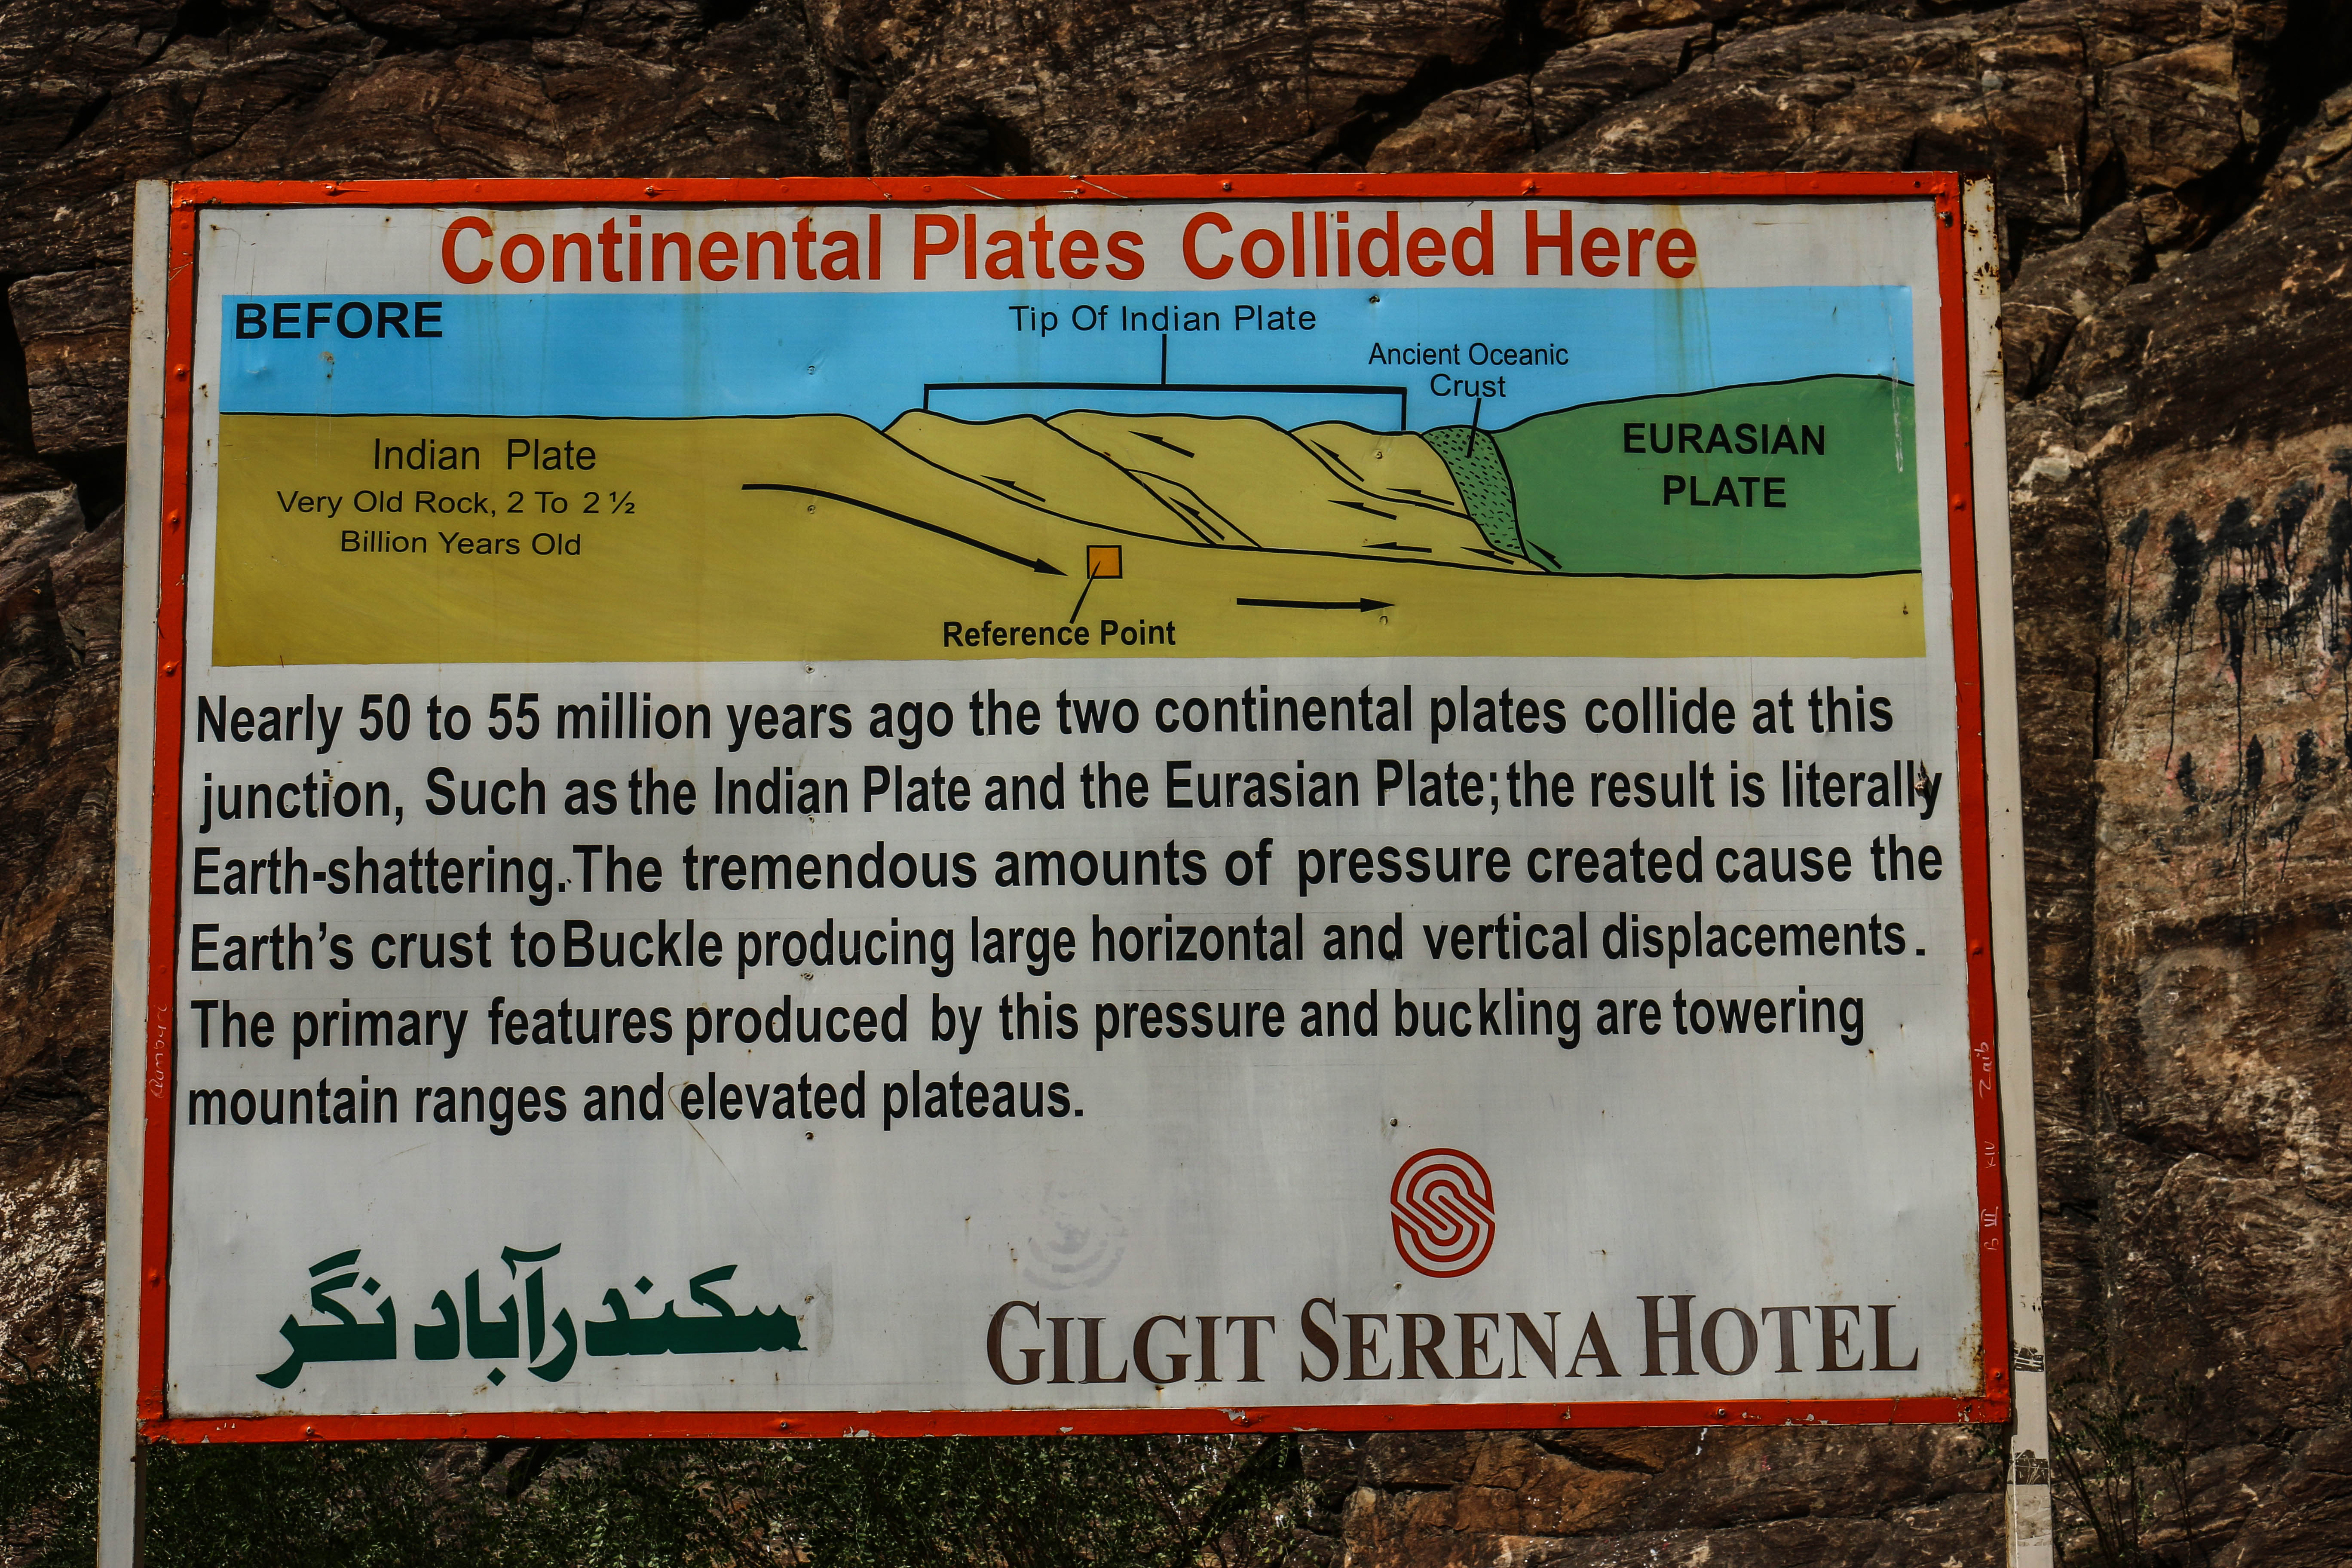 Continental Plates Collided Here
BEFORE
Tip Of Indian Plate
Ancient Oceanic
Crust
Indian Plate
Very Old Rock, 2 To 2 ½
Billion Years Old
EURASIAN
PLATE
Reference Point
Nearly 50 to 55 million years ago the two continental plates collide at this
junction, Such as the Indian Plate and the Eurasian Plate; the result is literally
Earth-shattering. The tremendous amounts of pressure created cause the
Earth's crust to Buckle producing large horizontal and vertical displacements.
The primary features produced by this pressure and buckling are towering
mountain ranges and elevated plateaus.
سکندرآباد نگر
GILGIT SERENA HOTEL
Zaib